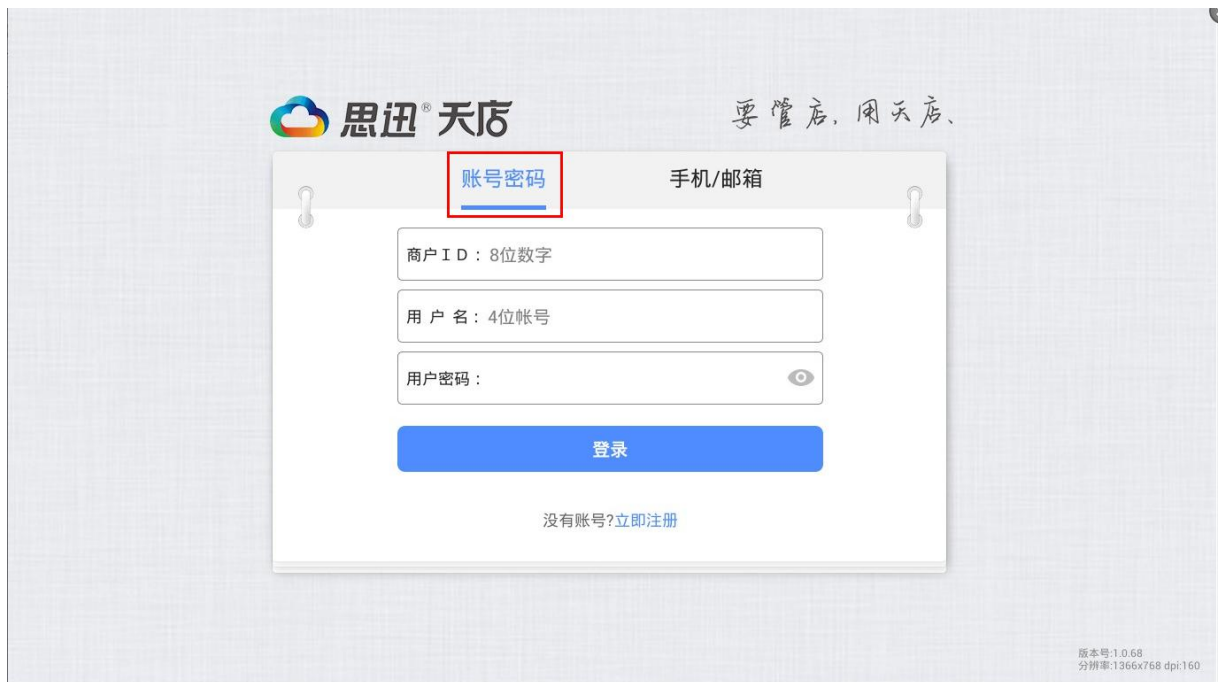 思迅®天店
要管店,用天店、
账号密码
手机/邮箱
商户ＩＤ：8位数字
用 户 名：4位帐号
用户密码：
登录
没有账号?立即注册
版本号:1.0.68
分辨率:1366x768 dpi:160